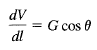 dV/dl = G cos θ